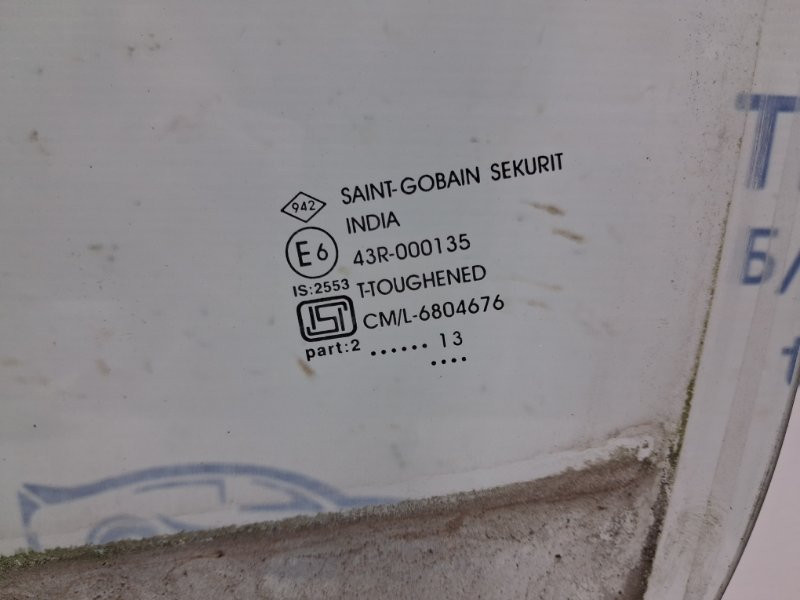 942 SAINT-GOBAIN SEKURIT
INDIA
E6 43R-000135
IS:2553 T-TOUGHENED
ISI CM/L-6804676
part:2 ...... 13
....
Т
Б/
t